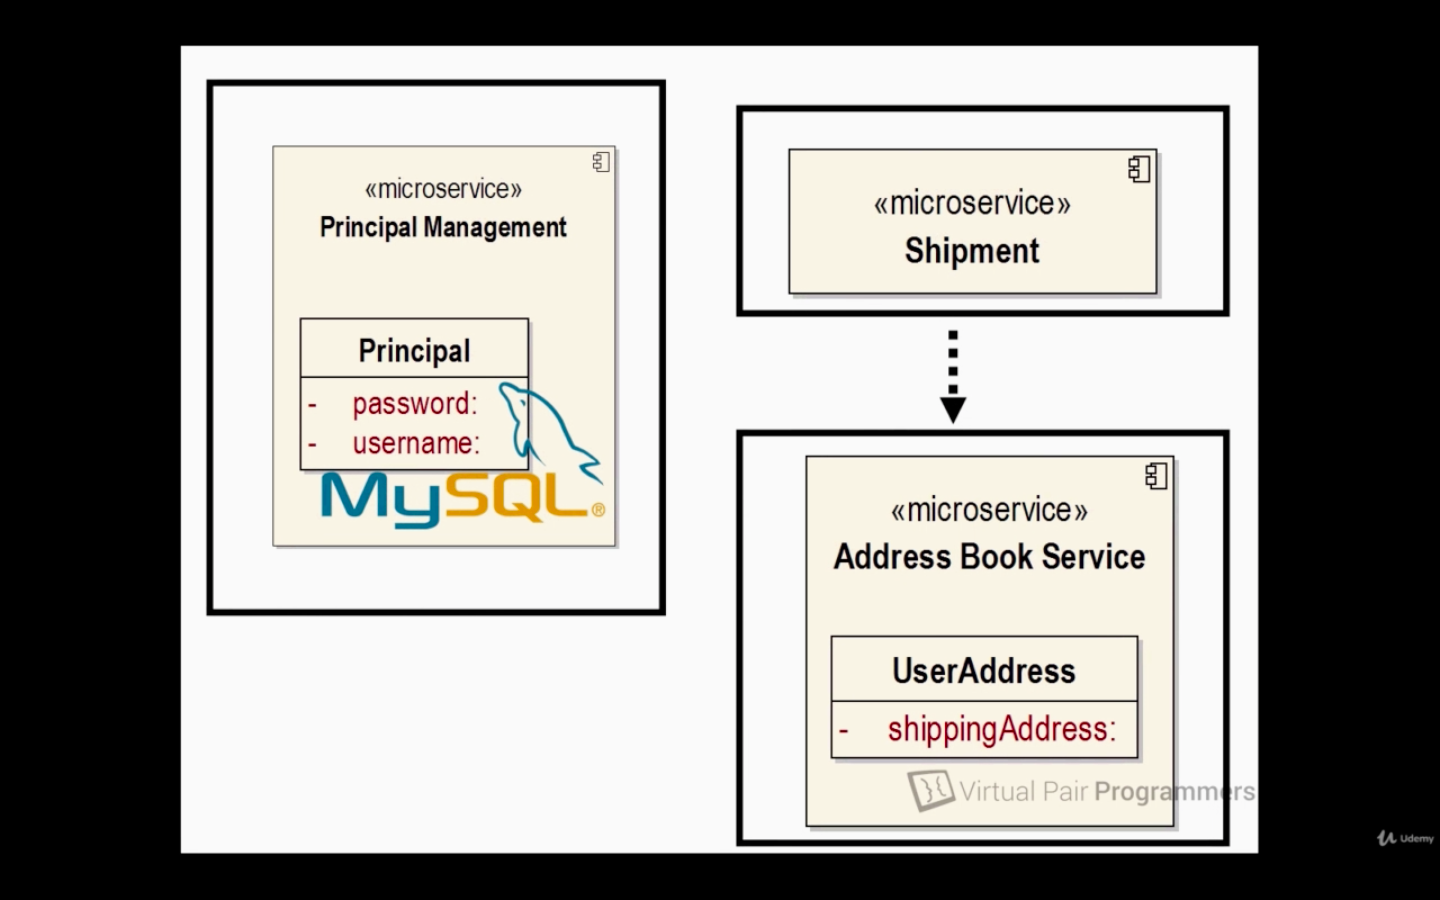 «microservice»
Principal Management
Principal
- password:
- username:
MySQL®
«microservice»
Shipment
«microservice»
Address Book Service
UserAddress
- shippingAddress:
Virtual Pair Programmers
Udemy